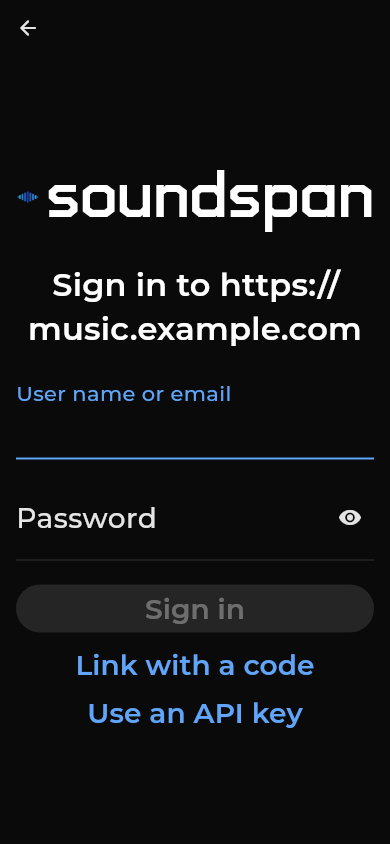 soundspan
Sign in to https://
music.example.com
User name or email
Password
Sign in
Link with a code
Use an API key